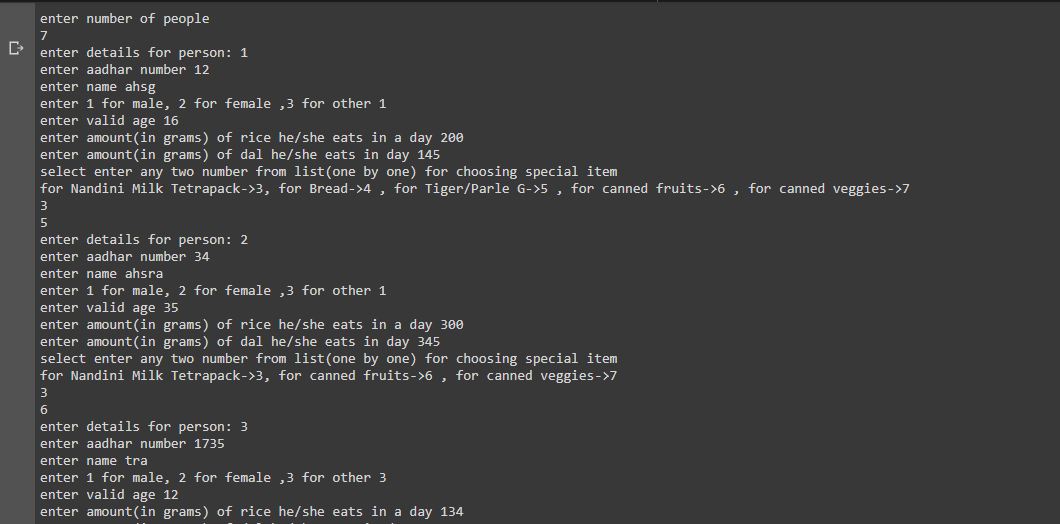 enter number of people
7
enter details for person: 1
enter aadhar number 12
enter name ahsg
enter 1 for male, 2 for female ,3 for other 1
enter valid age 16
enter amount(in grams) of rice he/she eats in a day 200
enter amount(in grams) of dal he/she eats in day 145
select enter any two number from list(one by one) for choosing special item
for Nandini Milk Tetrapack->3, for Bread->4 , for Tiger/Parle G->5 , for canned fruits->6 , for canned veggies->7
3
5
enter details for person: 2
enter aadhar number 34
enter name ahsra
enter 1 for male, 2 for female ,3 for other 1
enter valid age 35
enter amount(in grams) of rice he/she eats in a day 300
enter amount(in grams) of dal he/she eats in day 345
select enter any two number from list(one by one) for choosing special item
for Nandini Milk Tetrapack->3, for canned fruits->6 , for canned veggies->7
3
6
enter details for person: 3
enter aadhar number 1735
enter name tra
enter 1 for male, 2 for female ,3 for other 3
enter valid age 12
enter amount(in grams) of rice he/she eats in a day 134